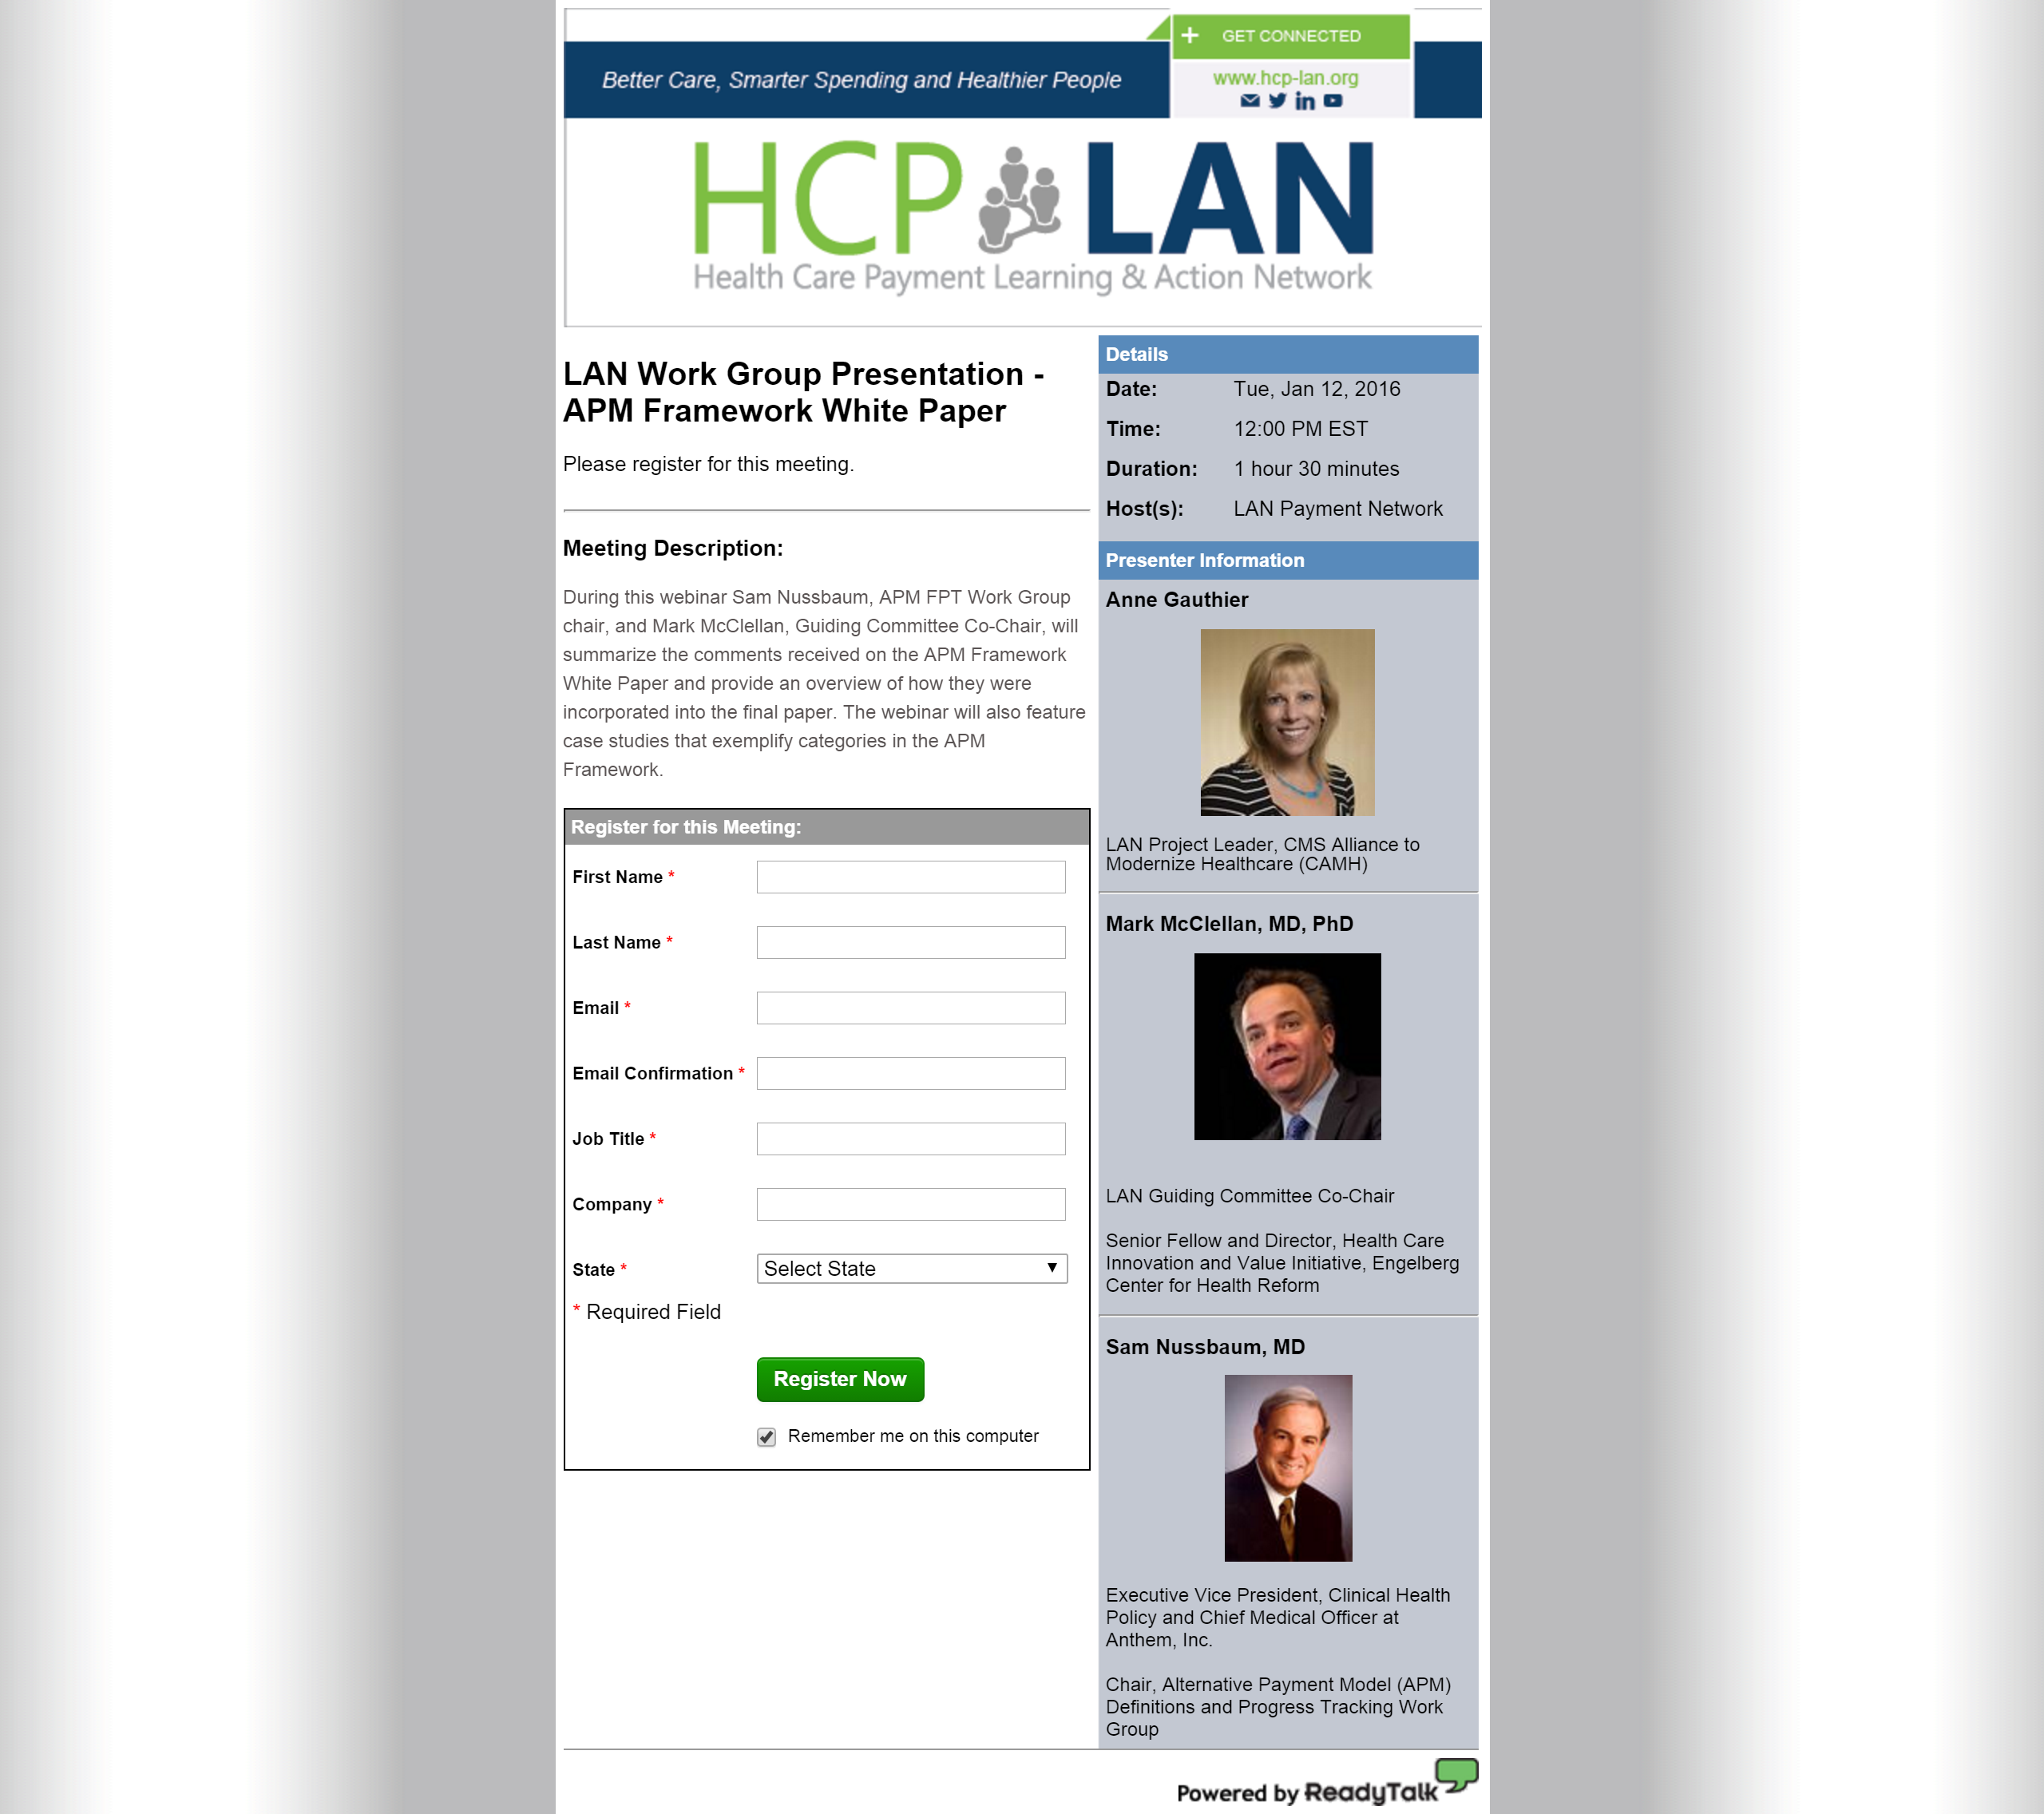 GET CONNECTED
Better Care, Smarter Spending and Healthier People
www.hcp-lan.org
HCP LAN
Health Care Payment Learning & Action Network
LAN Work Group Presentation -
APM Framework White Paper
Please register for this meeting.
Meeting Description:
During this webinar Sam Nussbaum, APM FPT Work Group
chair, and Mark McClellan, Guiding Committee Co-Chair, will
summarize the comments received on the APM Framework
White Paper and provide an overview of how they were
incorporated into the final paper. The webinar will also feature
case studies that exemplify categories in the APM
Framework.
Register for this Meeting:
First Name *
Last Name *
Email *
Email Confirmation *
Job Title *
Company *
State * Select State
* Required Field
Register Now
Remember me on this computer
Details
Date: Tue, Jan 12, 2016
Time: 12:00 PM EST
Duration: 1 hour 30 minutes
Host(s): LAN Payment Network
Presenter Information
Anne Gauthier
LAN Project Leader, CMS Alliance to
Modernize Healthcare (CAMH)
Mark McClellan, MD, PhD
LAN Guiding Committee Co-Chair
Senior Fellow and Director, Health Care
Innovation and Value Initiative, Engelberg
Center for Health Reform
Sam Nussbaum, MD
Executive Vice President, Clinical Health
Policy and Chief Medical Officer at
Anthem, Inc.
Chair, Alternative Payment Model (APM)
Definitions and Progress Tracking Work
Group
Powered by ReadyTalk